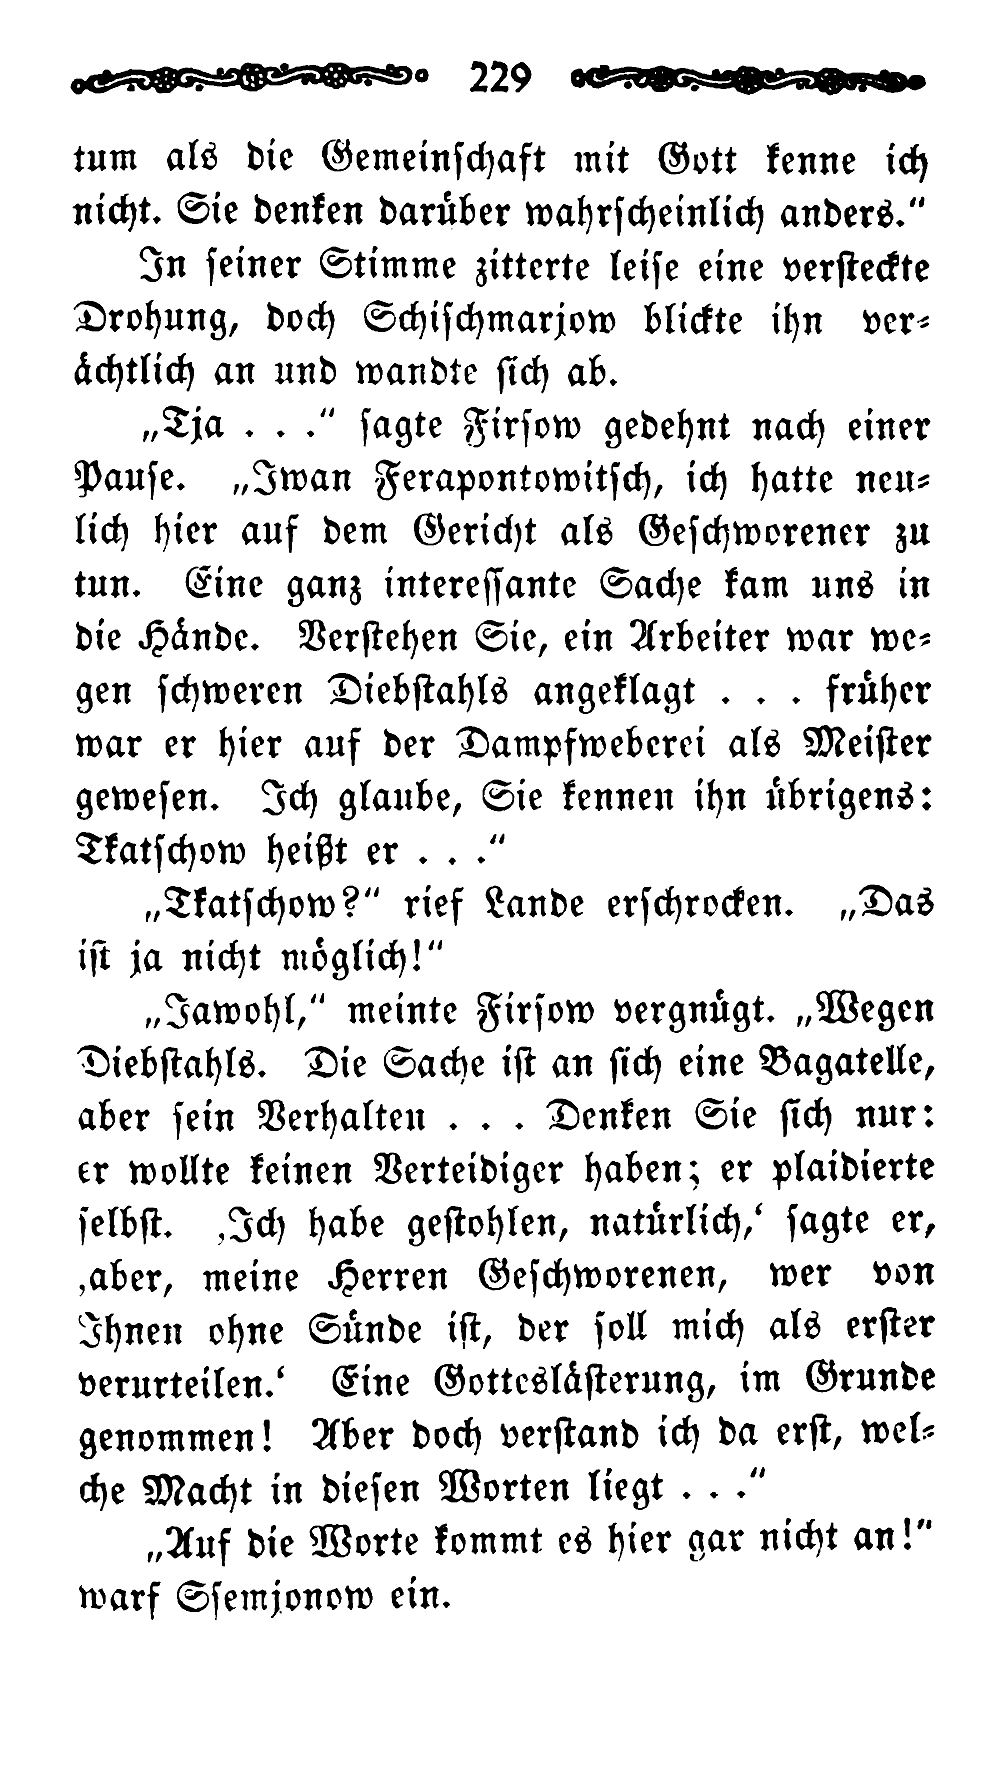 229
tum als die Gemeinſchaft mit Gott kenne ich
nicht. Sie denken darüber wahrſcheinlich anders.“
In ſeiner Stimme zitterte leiſe eine verſteckte
Drohung, doch Schiſchmarjow blickte ihn ver-
ächtlich an und wandte ſich ab.
„Tja . . .“ ſagte Firſow gedehnt nach einer
Pauſe. „Iwan Ferapontowitſch, ich hatte neu-
lich hier auf dem Gericht als Geſchworener zu
tun. Eine ganz intereſſante Sache kam uns in
die Hände. Verſtehen Sie, ein Arbeiter war we-
gen ſchweren Diebſtahls angeklagt . . . früher
war er hier auf der Dampfweberei als Meiſter
geweſen. Ich glaube, Sie kennen ihn übrigens:
Tkatſchow heißt er . . .“
„Tkatſchow?“ rief Lande erſchrocken. „Das
iſt ja nicht möglich!“
„Jawohl,“ meinte Firſow vergnügt. „Wegen
Diebſtahls. Die Sache iſt an ſich eine Bagatelle,
aber ſein Verhalten . . . Denken Sie ſich nur:
er wollte keinen Verteidiger haben; er plaidierte
ſelbſt. ‚Ich habe geſtohlen, natürlich,‘ ſagte er,
‚aber, meine Herren Geſchworenen, wer von
Ihnen ohne Sünde iſt, der ſoll mich als erſter
verurteilen.‘ Eine Gottesläſterung, im Grunde
genommen! Aber doch verſtand ich da erſt, wel-
che Macht in dieſen Worten liegt . . .“
„Auf die Worte kommt es hier gar nicht an!“
warf Sſemjonow ein.